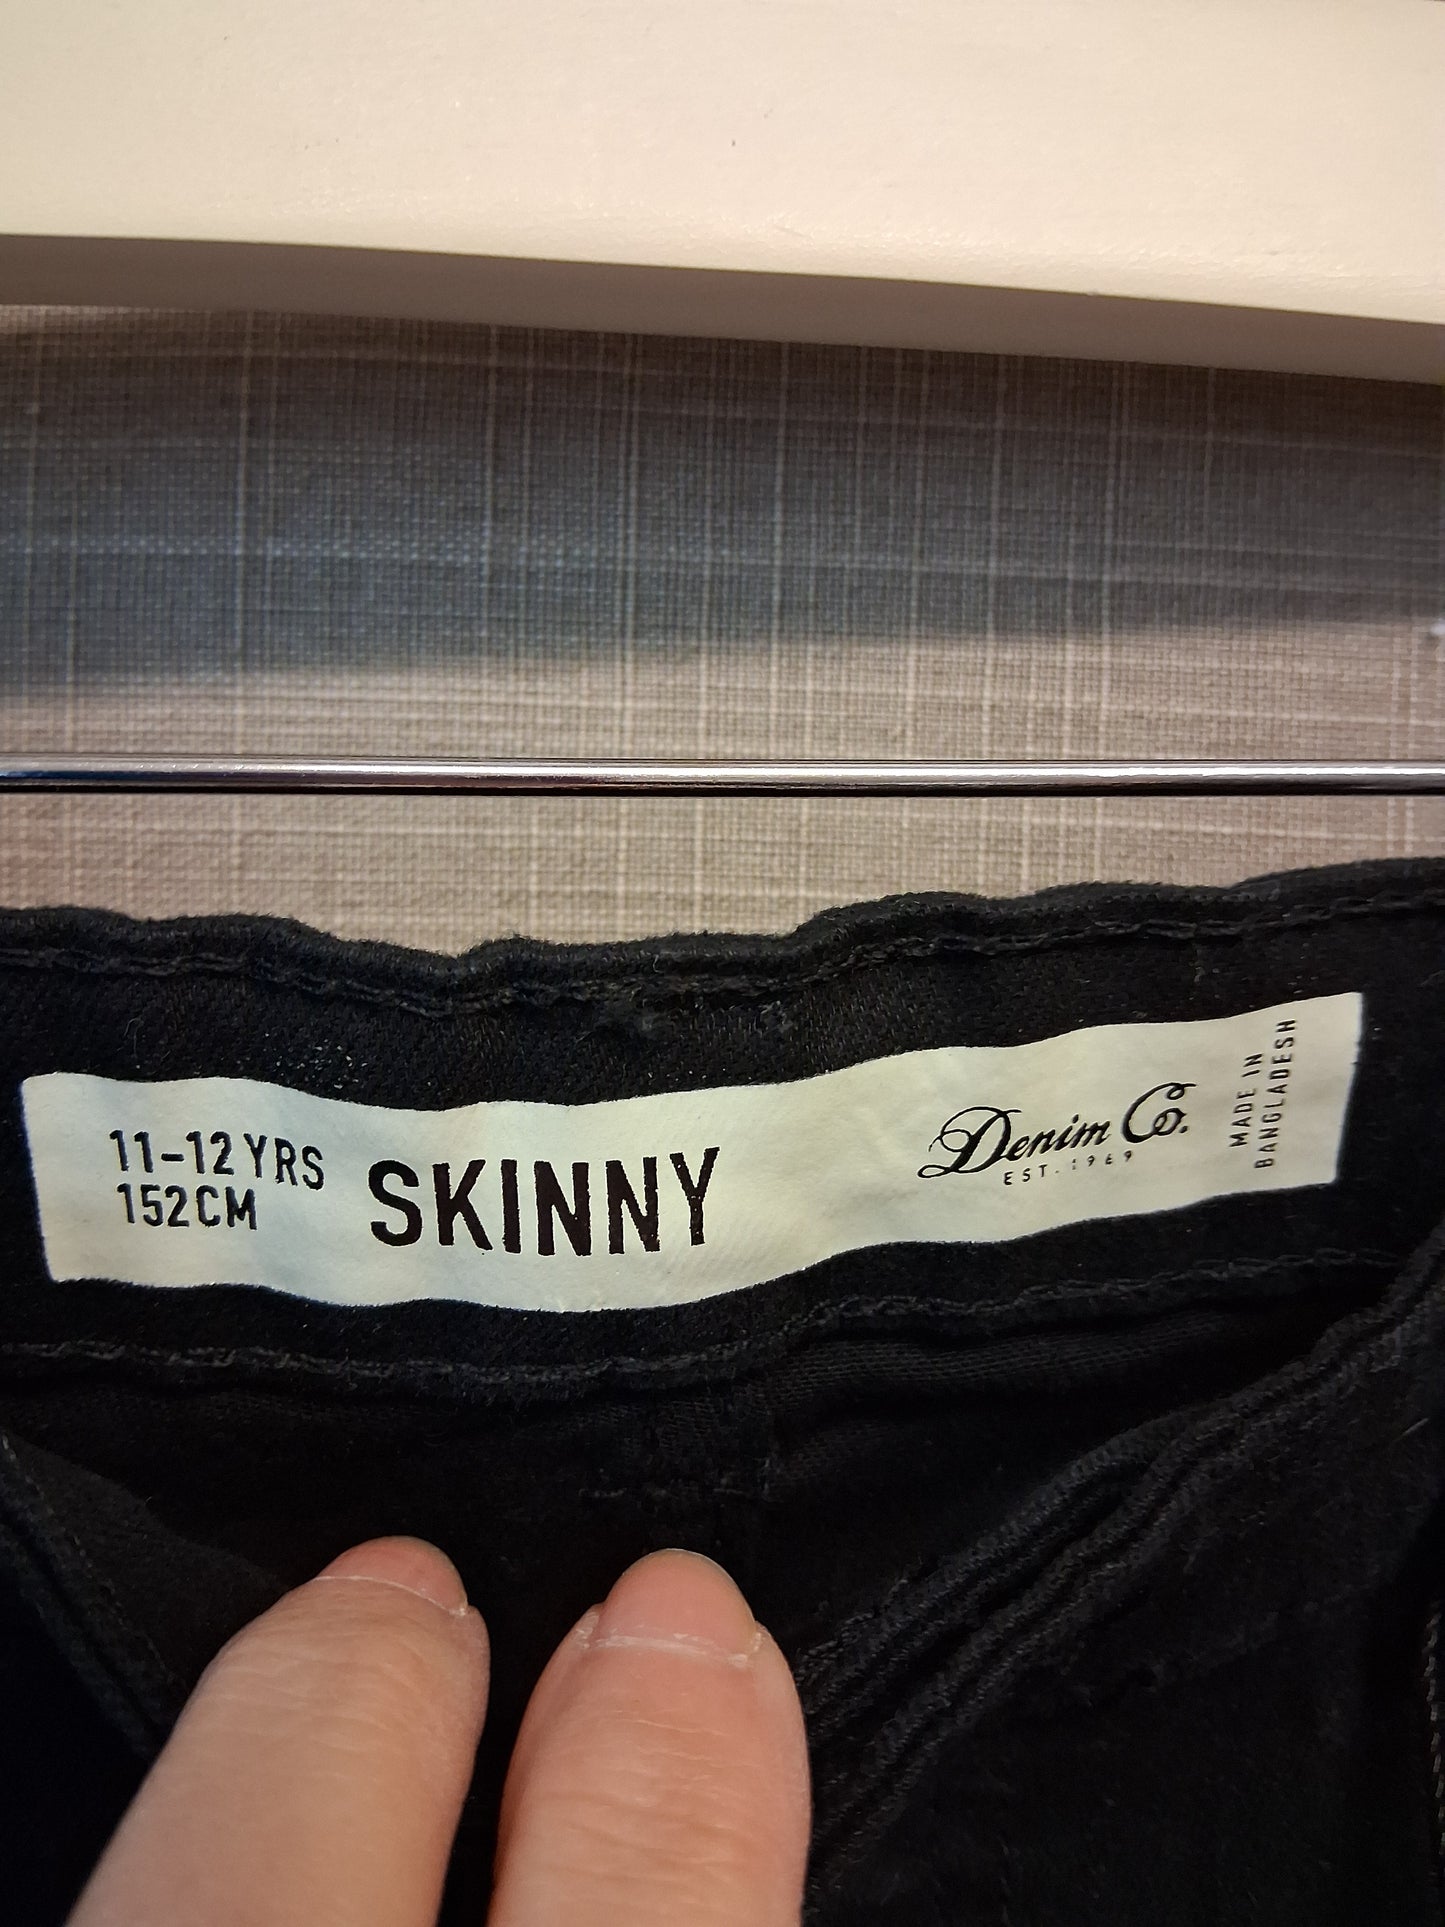 11-12 YRS
152CM
SKINNY
Denim Co.
EST. 1969
MADE IN
BANGLADESH